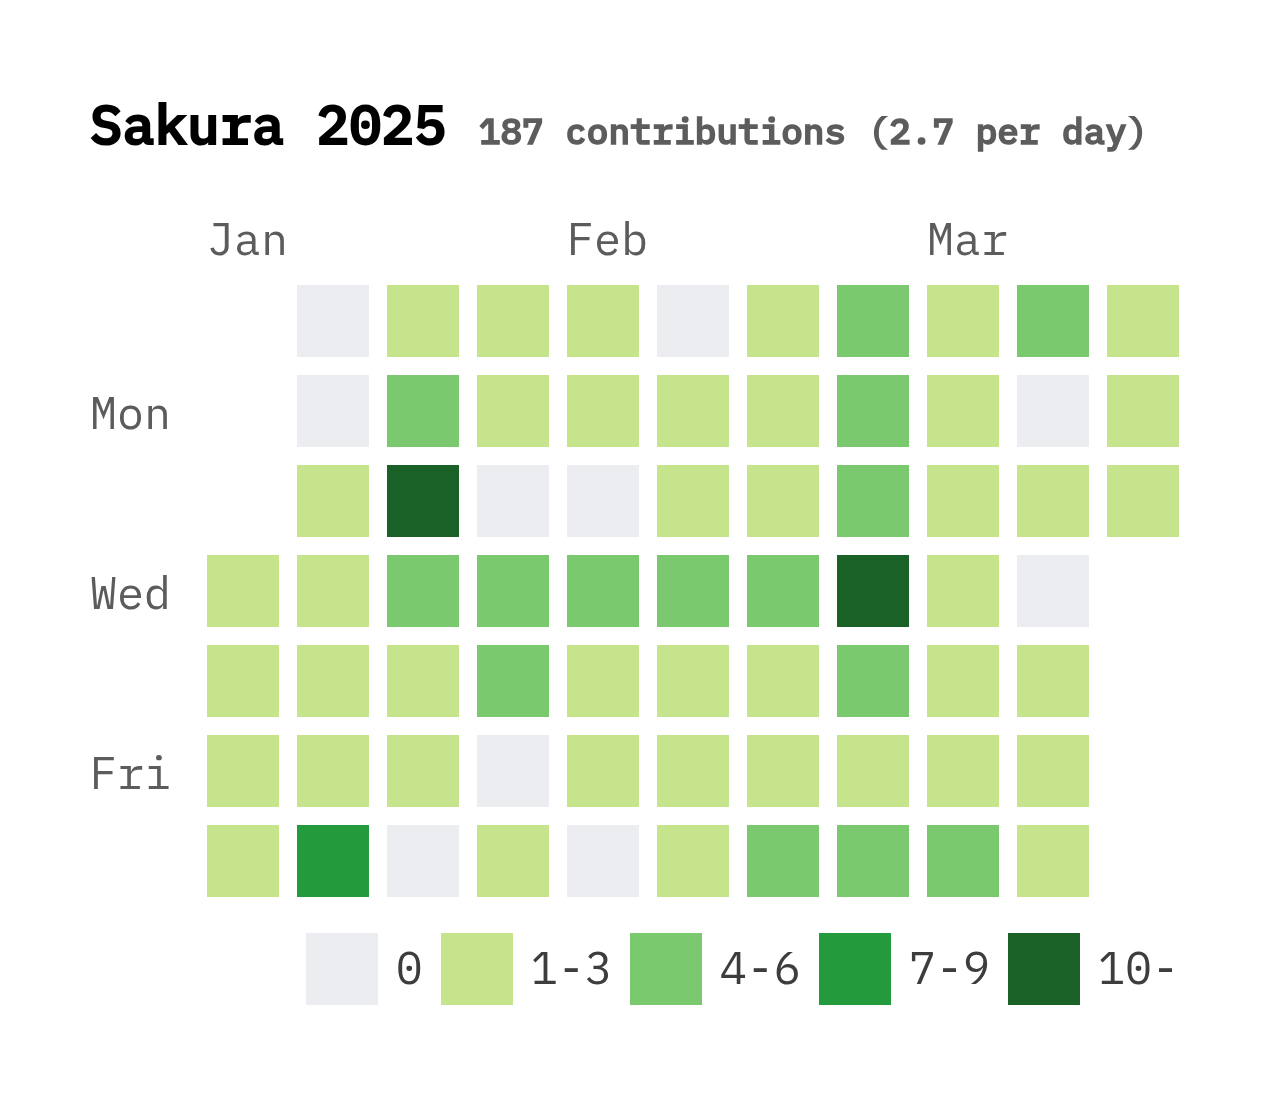 Sakura 2025 187 contributions (2.7 per day)
Jan Feb Mar
Mon
Wed
Fri
0 1-3 4-6 7-9 10-